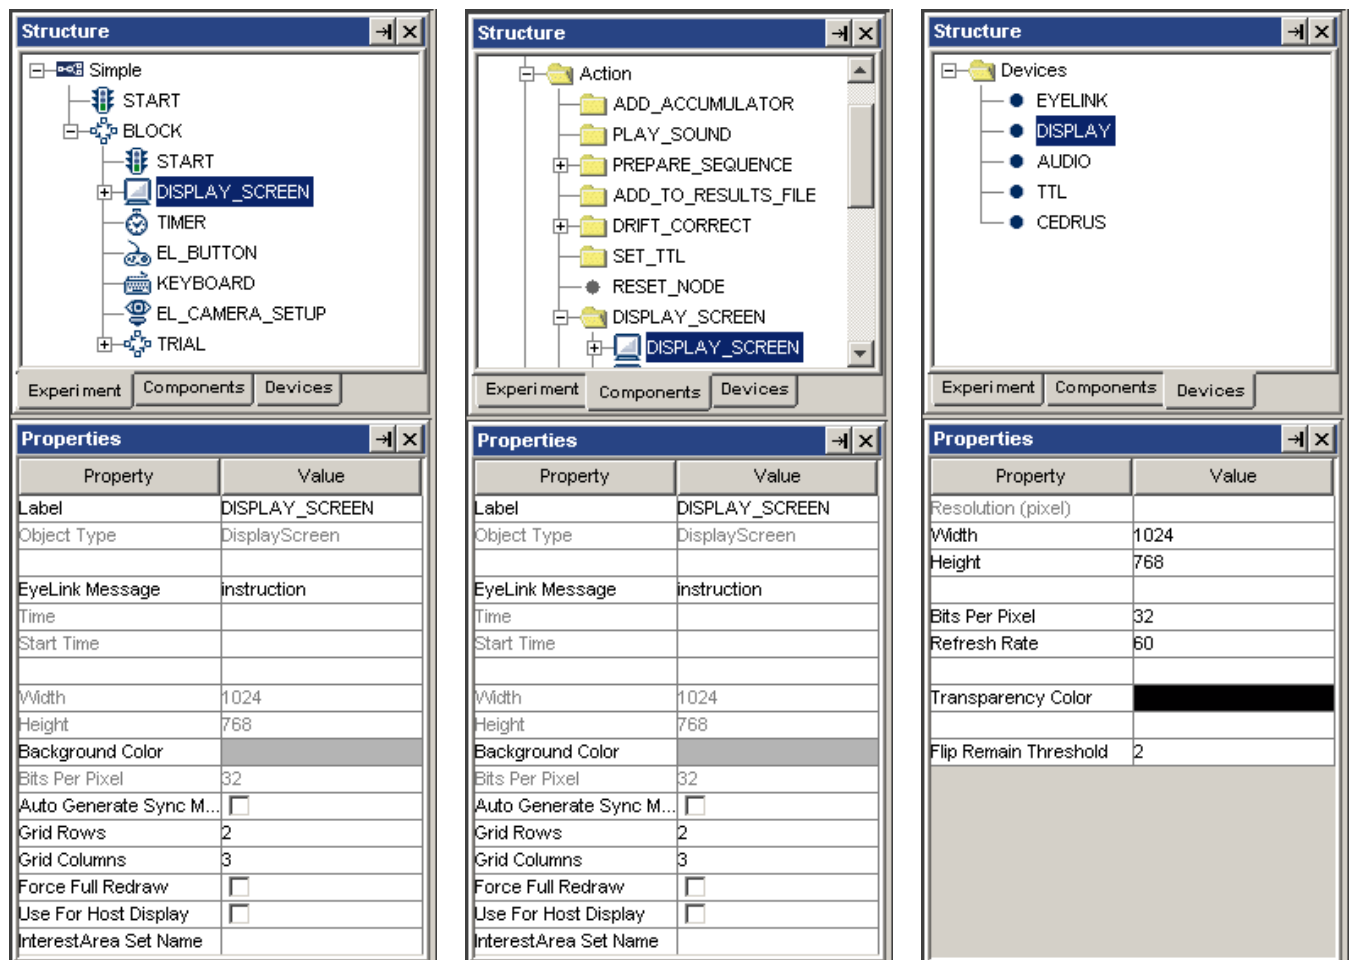 Structure
Simple
START
BLOCK
START
DISPLAY_SCREEN
TIMER
EL_BUTTON
KEYBOARD
EL_CAMERA_SETUP
TRIAL
Experiment Components Devices
Properties
Property Value
Label DISPLAY_SCREEN
Object Type DisplayScreen
EyeLink Message instruction
Time
Start Time
Width 1024
Height 768
Background Color
Bits Per Pixel 32
Auto Generate Sync M...
Grid Rows 2
Grid Columns 3
Force Full Redraw
Use For Host Display
InterestArea Set Name
Structure
Action
ADD_ACCUMULATOR
PLAY_SOUND
PREPARE_SEQUENCE
ADD_TO_RESULTS_FILE
DRIFT_CORRECT
SET_TTL
RESET_NODE
DISPLAY_SCREEN
DISPLAY_SCREEN
Experiment Components Devices
Properties
Property Value
Label DISPLAY_SCREEN
Object Type DisplayScreen
EyeLink Message instruction
Time
Start Time
Width 1024
Height 768
Background Color
Bits Per Pixel 32
Auto Generate Sync M...
Grid Rows 2
Grid Columns 3
Force Full Redraw
Use For Host Display
InterestArea Set Name
Structure
Devices
EYELINK
DISPLAY
AUDIO
TTL
CEDRUS
Experiment Components Devices
Properties
Property Value
Resolution (pixel)
Width 1024
Height 768
Bits Per Pixel 32
Refresh Rate 60
Transparency Color
Flip Remain Threshold 2